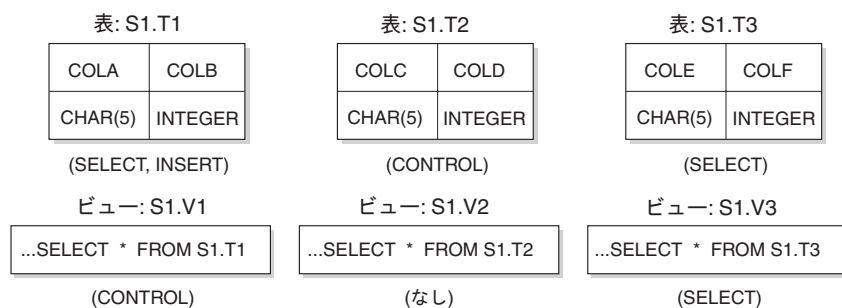 表: S1.T1
COLA COLB
CHAR(5) INTEGER
(SELECT, INSERT)
表: S1.T2
COLC COLD
CHAR(5) INTEGER
(CONTROL)
表: S1.T3
COLE COLF
CHAR(5) INTEGER
(SELECT)
ビュー: S1.V1
...SELECT * FROM S1.T1
(CONTROL)
ビュー: S1.V2
...SELECT * FROM S1.T2
(なし)
ビュー: S1.V3
...SELECT * FROM S1.T3
(SELECT)